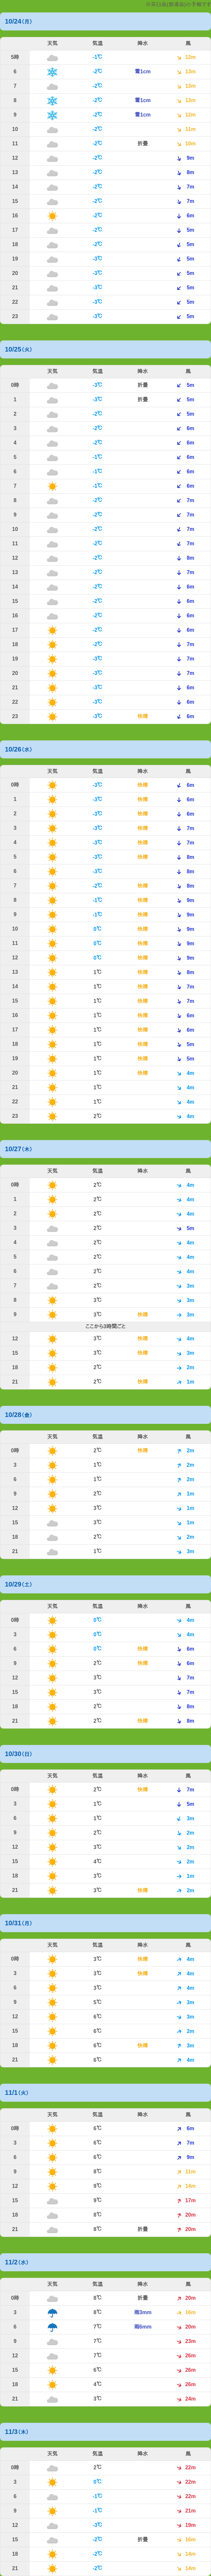 10/24(月)
天気 気温 降水 風
5時 -1℃ 12m
6 -2℃ 雪1cm 13m
7 -2℃ 13m
8 -2℃ 雪1cm 13m
9 -2℃ 雪1cm 12m
10 -2℃ 11m
11 -2℃ 折曇 10m
12 -2℃ 9m
13 -2℃ 8m
14 -2℃ 7m
15 -2℃ 7m
16 -2℃ 6m
17 -2℃ 5m
18 -2℃ 5m
19 -3℃ 5m
20 -3℃ 5m
21 -3℃ 5m
22 -3℃ 5m
23 -3℃ 5m
10/25(火)
天気 気温 降水 風
0時 -3℃ 折曇 5m
1 -3℃ 折曇 5m
2 -2℃ 5m
3 -2℃ 6m
4 -2℃ 6m
5 -1℃ 6m
6 -1℃ 6m
7 -1℃ 6m
8 -2℃ 7m
9 -2℃ 7m
10 -2℃ 7m
11 -2℃ 7m
12 -2℃ 8m
13 -2℃ 7m
14 -2℃ 6m
15 -2℃ 6m
16 -2℃ 6m
17 -2℃ 6m
18 -2℃ 7m
19 -3℃ 7m
20 -3℃ 7m
21 -3℃ 6m
22 -3℃ 6m
23 -3℃ 快晴 6m
10/26(水)
天気 気温 降水 風
0時 -3℃ 快晴 6m
1 -3℃ 快晴 6m
2 -3℃ 快晴 6m
3 -3℃ 快晴 7m
4 -3℃ 快晴 7m
5 -3℃ 快晴 8m
6 -3℃ 8m
7 -2℃ 快晴 8m
8 -1℃ 快晴 9m
9 -1℃ 快晴 9m
10 0℃ 快晴 9m
11 0℃ 快晴 9m
12 0℃ 快晴 9m
13 1℃ 快晴 8m
14 1℃ 快晴 7m
15 1℃ 快晴 7m
16 1℃ 快晴 6m
17 1℃ 快晴 6m
18 1℃ 快晴 5m
19 1℃ 快晴 5m
20 1℃ 快晴 4m
21 1℃ 4m
22 1℃ 4m
23 2℃ 4m
10/27(木)
天気 気温 降水 風
0時 2℃ 4m
1 2℃ 4m
2 2℃ 4m
3 2℃ 5m
4 2℃ 4m
5 2℃ 4m
6 2℃ 4m
7 2℃ 3m
8 3℃ 3m
9 3℃ 快晴 3m
ここから3時間ごと
12 3℃ 快晴 4m
15 3℃ 快晴 3m
18 2℃ 2m
21 2℃ 快晴 1m
10/28(金)
天気 気温 降水 風
0時 2℃ 快晴 2m
3 1℃ 2m
6 1℃ 2m
9 2℃ 1m
12 3℃ 1m
15 3℃ 1m
18 2℃ 2m
21 1℃ 3m
10/29(土)
天気 気温 降水 風
0時 0℃ 4m
3 0℃ 4m
6 0℃ 快晴 6m
9 2℃ 快晴 6m
12 3℃ 7m
15 3℃ 7m
18 2℃ 8m
21 2℃ 快晴 8m
10/30(日)
天気 気温 降水 風
0時 2℃ 快晴 7m
3 1℃ 5m
6 1℃ 3m
9 2℃ 2m
12 3℃ 2m
15 4℃ 2m
18 3℃ 1m
21 3℃ 快晴 2m
10/31(月)
天気 気温 降水 風
0時 3℃ 快晴 4m
3 3℃ 快晴 4m
6 3℃ 4m
9 5℃ 3m
12 6℃ 3m
15 6℃ 2m
18 6℃ 快晴 3m
21 6℃ 4m
11/1(火)
天気 気温 降水 風
0時 6℃ 6m
3 6℃ 7m
6 6℃ 9m
9 8℃ 11m
12 9℃ 14m
15 9℃ 17m
18 8℃ 20m
21 8℃ 折曇 20m
11/2(水)
天気 気温 降水 風
0時 8℃ 折曇 20m
3 8℃ 雨3mm 16m
6 7℃ 雨6mm 20m
9 7℃ 23m
12 7℃ 26m
15 6℃ 26m
18 4℃ 26m
21 3℃ 24m
11/3(木)
天気 気温 降水 風
0時 2℃ 22m
3 0℃ 22m
6 -1℃ 22m
9 -1℃ 21m
12 -3℃ 19m
15 -2℃ 折曇 16m
18 -2℃ 14m
21 -2℃ 14m